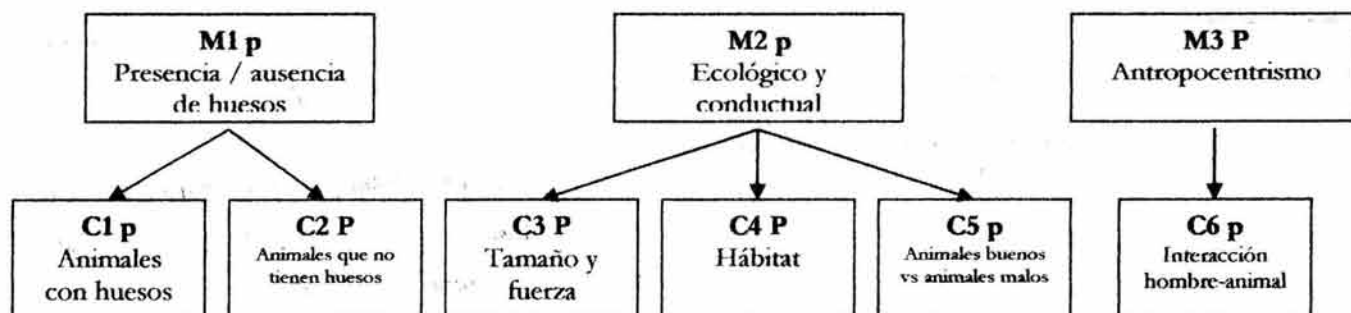 M1 p
Presencia / ausencia
de huesos
M2 p
Ecológico y
conductual
M3 P
Antropocentrismo
C1 p
Animales
con huesos
C2 P
Animales que no
tienen huesos
C3 P
Tamaño y
fuerza
C4 P
Hábitat
C5 p
Animales buenos
vs animales malos
C6 p
Interacción
hombre-animal